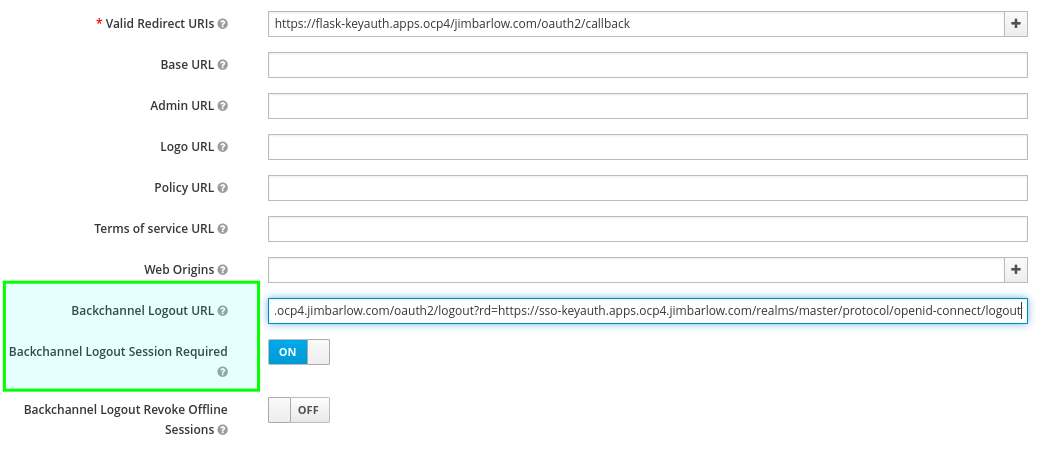 * Valid Redirect URIs ? https://flask-keyauth.apps.ocp4/jimbarlow.com/oauth2/callback +
Base URL ?
Admin URL ?
Logo URL ?
Policy URL ?
Terms of service URL ?
Web Origins ? +
Backchannel Logout URL ? .ocp4.jimbarlow.com/oauth2/logout?rd=https://sso-keyauth.apps.ocp4.jimbarlow.com/realms/master/protocol/openid-connect/logout
Backchannel Logout Session Required ON
?
Backchannel Logout Revoke Offline OFF
Sessions ?